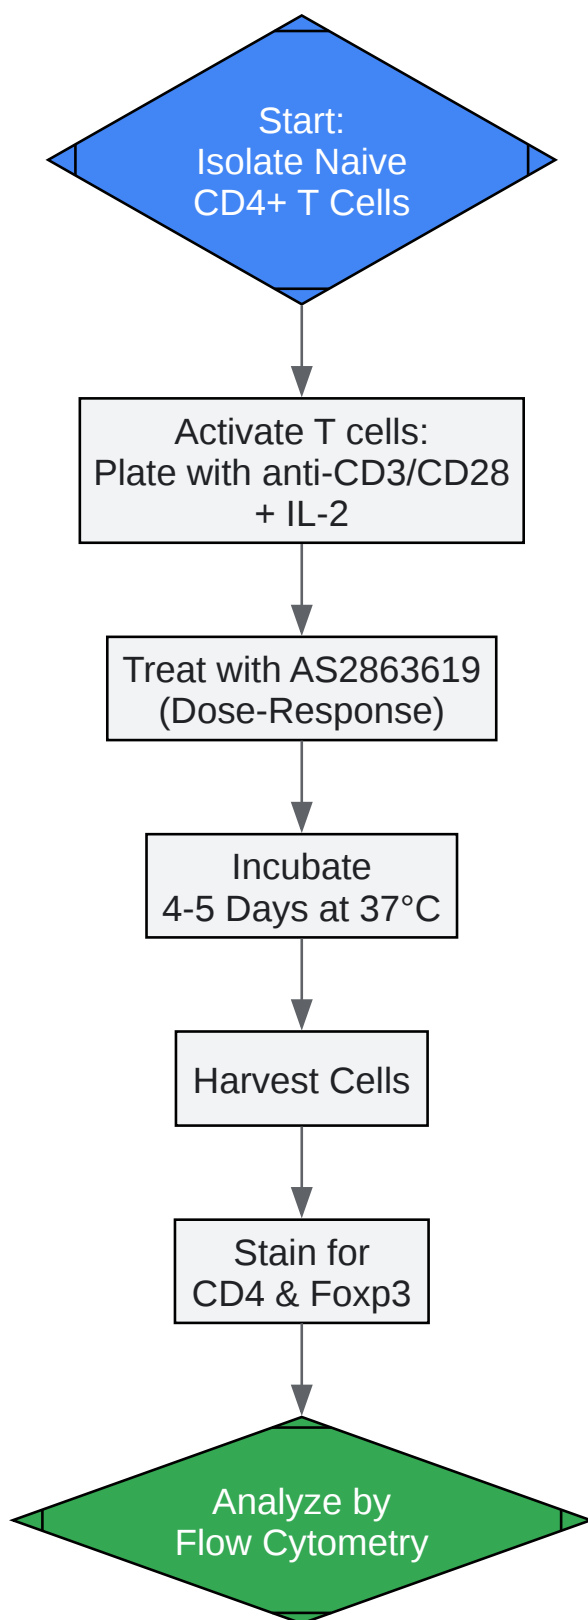 Start:
Isolate Naive
CD4+ T Cells
Activate T cells:
Plate with anti-CD3/CD28
+ IL-2
Treat with AS2863619
(Dose-Response)
Incubate
4-5 Days at 37°C
Harvest Cells
Stain for
CD4 & Foxp3
Analyze by
Flow Cytometry